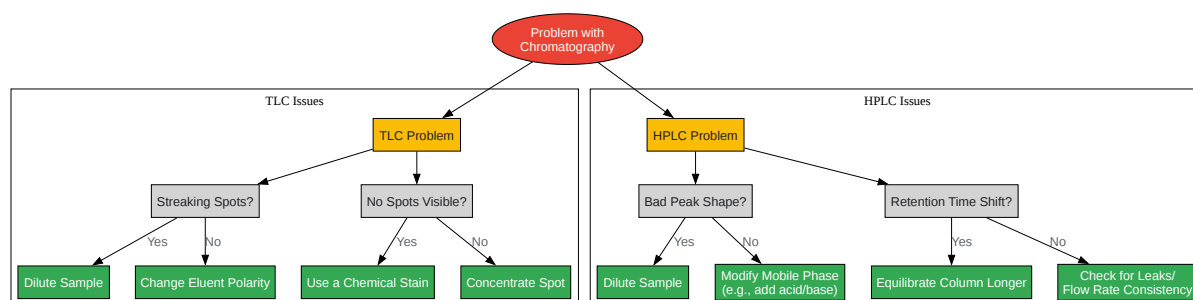 Problem with
Chromatography
TLC Issues
HPLC Issues
TLC Problem
HPLC Problem
Streaking Spots?
No Spots Visible?
Bad Peak Shape?
Retention Time Shift?
Yes
No
Yes
No
Yes
No
Yes
No
Dilute Sample
Change Eluent Polarity
Use a Chemical Stain
Concentrate Spot
Dilute Sample
Modify Mobile Phase
(e.g., add acid/base)
Equilibrate Column Longer
Check for Leaks/
Flow Rate Consistency